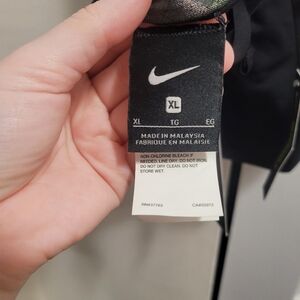 XL
XL TG EG
MADE IN MALAYSIA
FABRIQUÉ EN MALAISIE
NON-CHLORINE BLEACH IF
NEEDED. LINE DRY. DO NOT IRON.
DO NOT DRY CLEAN. DO NOT
STORE WET.